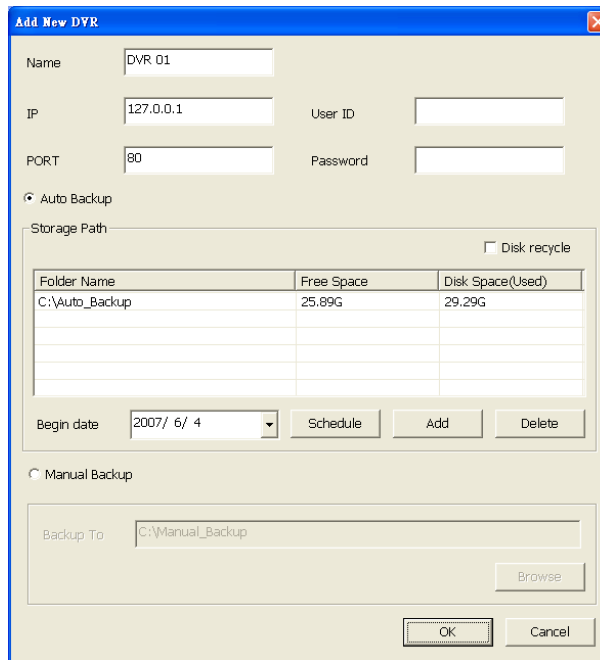 Add New DVR
Name DVR 01
IP 127.0.0.1 User ID
PORT 80 Password
Auto Backup
Storage Path
Disk recycle
Folder Name Free Space Disk Space(Used)
C:\Auto_Backup 25.89G 29.29G
Begin date 2007/ 6/ 4 Schedule Add Delete
Manual Backup
Backup To C:\Manual_Backup
Browse
OK Cancel